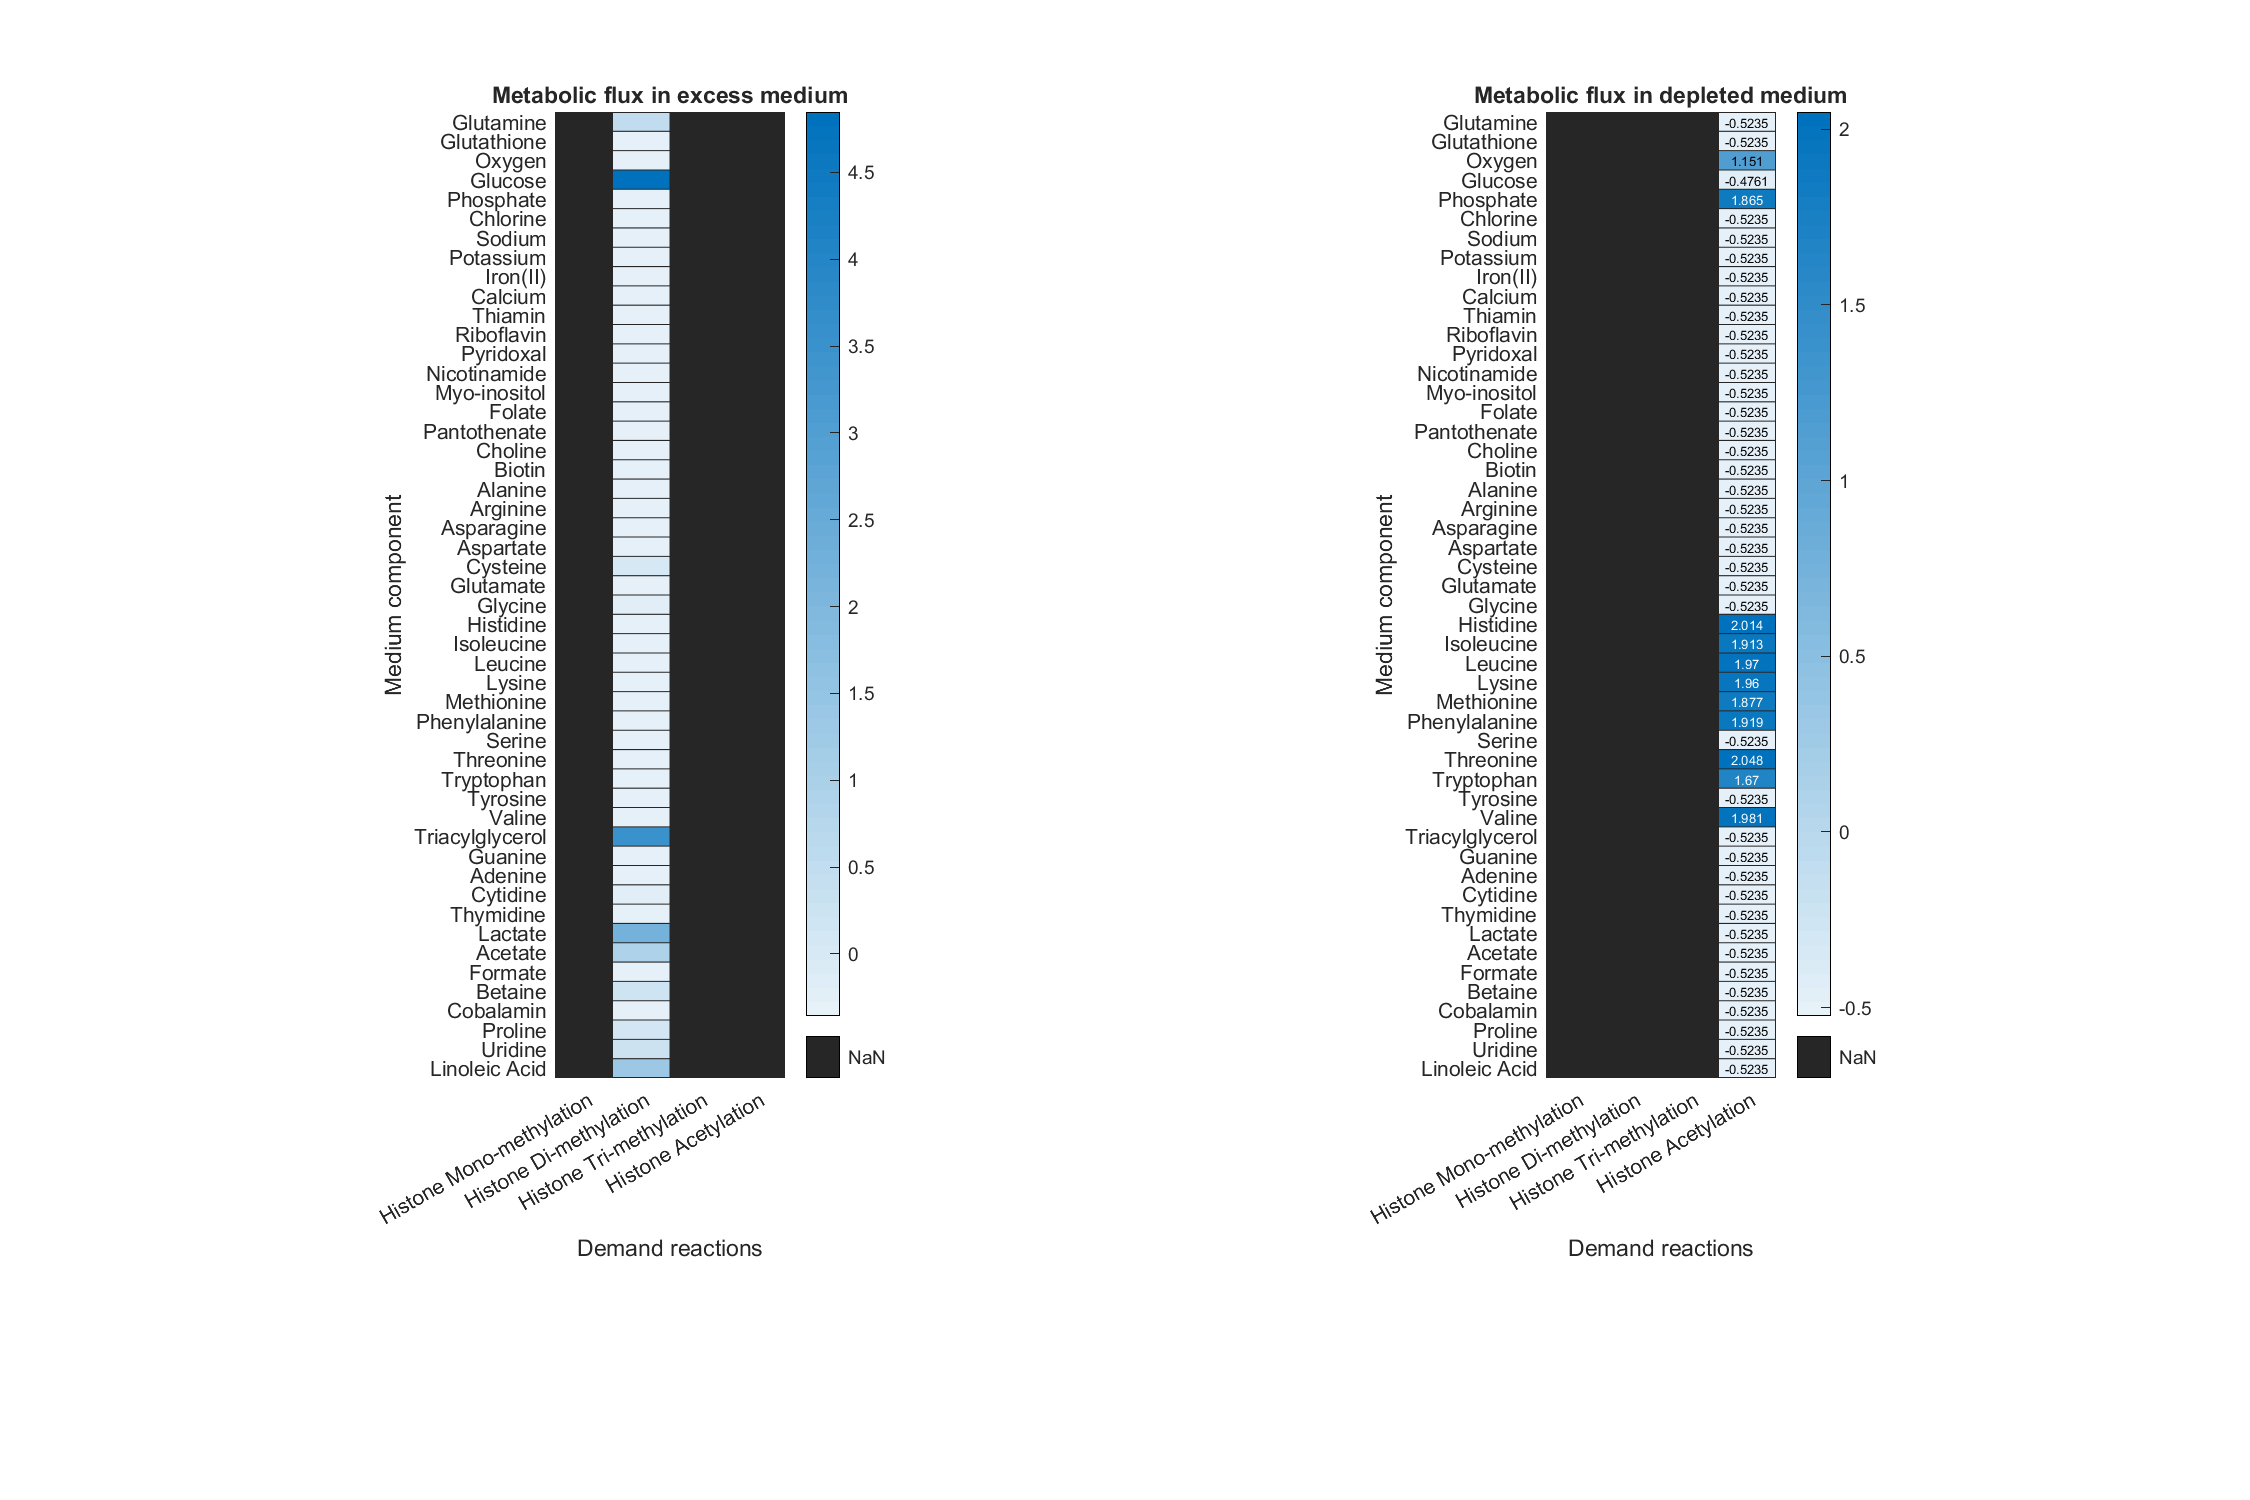 Metabolic flux in excess medium
Medium component
Glutamine
Glutathione
Oxygen
Glucose
Phosphate
Chlorine
Sodium
Potassium
Iron(II)
Calcium
Thiamin
Riboflavin
Pyridoxal
Nicotinamide
Myo-inositol
Folate
Pantothenate
Choline
Biotin
Alanine
Arginine
Asparagine
Aspartate
Cysteine
Glutamate
Glycine
Histidine
Isoleucine
Leucine
Lysine
Methionine
Phenylalanine
Serine
Threonine
Tryptophan
Tyrosine
Valine
Triacylglycerol
Guanine
Adenine
Cytidine
Thymidine
Lactate
Acetate
Formate
Betaine
Cobalamin
Proline
Uridine
Linoleic Acid
4.5
4
3.5
3
2.5
2
1.5
1
0.5
0
NaN
Histone Mono-methylation
Histone Di-methylation
Histone Tri-methylation
Histone Acetylation
Demand reactions
Metabolic flux in depleted medium
Medium component
Glutamine -0.5235
Glutathione -0.5235
Oxygen 1.151
Glucose -0.4761
Phosphate 1.865
Chlorine -0.5235
Sodium -0.5235
Potassium -0.5235
Iron(II) -0.5235
Calcium -0.5235
Thiamin -0.5235
Riboflavin -0.5235
Pyridoxal -0.5235
Nicotinamide -0.5235
Myo-inositol -0.5235
Folate -0.5235
Pantothenate -0.5235
Choline -0.5235
Biotin -0.5235
Alanine -0.5235
Arginine -0.5235
Asparagine -0.5235
Aspartate -0.5235
Cysteine -0.5235
Glutamate -0.5235
Glycine -0.5235
Histidine 2.014
Isoleucine 1.913
Leucine 1.97
Lysine 1.96
Methionine 1.877
Phenylalanine 1.919
Serine -0.5235
Threonine 2.048
Tryptophan 1.67
Tyrosine -0.5235
Valine 1.981
Triacylglycerol -0.5235
Guanine -0.5235
Adenine -0.5235
Cytidine -0.5235
Thymidine -0.5235
Lactate -0.5235
Acetate -0.5235
Formate -0.5235
Betaine -0.5235
Cobalamin -0.5235
Proline -0.5235
Uridine -0.5235
Linoleic Acid -0.5235
2
1.5
1
0.5
0
-0.5
NaN
Histone Mono-methylation
Histone Di-methylation
Histone Tri-methylation
Histone Acetylation
Demand reactions